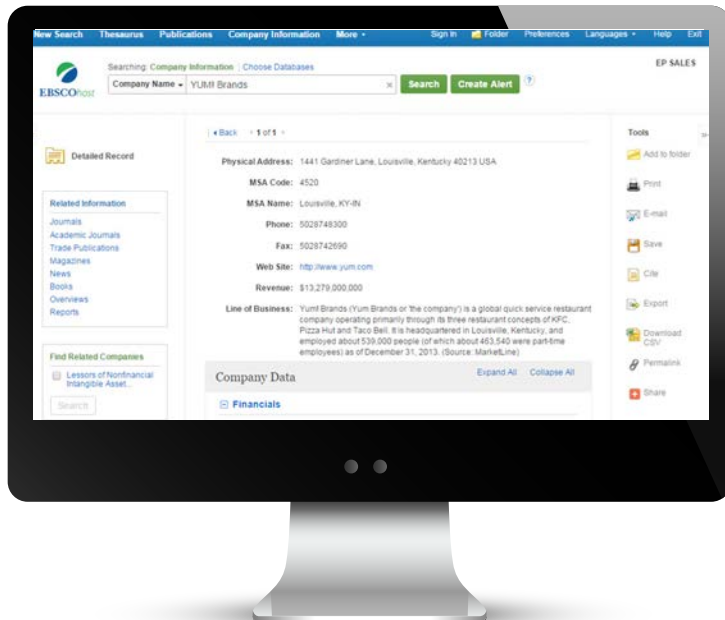 New Search Thesaurus Publications Company Information More Sign In Folder Preferences Languages Help Exit
EP SALES
Searching: Company Information Choose Databases
EBSCOhost
Company Name YUM! Brands × Search Create Alert ?
Back 1 of 1
Detailed Record
Related Information
Journals
Academic Journals
Trade Publications
Magazines
News
Books
Overviews
Reports
Find Related Companies
Lessors of Nonfinancial
Intangible Asset...
Search
Physical Address: 1441 Gardiner Lane, Louisville, Kentucky 40213 USA
MSA Code: 4520
MSA Name: Louisville, KY-IN
Phone: 5028748300
Fax: 5028742690
Web Site: http://www.yum.com
Revenue: $13,279,000,000
Line of Business: Yum! Brands (Yum Brands or 'the company') is a global quick service restaurant
company operating primarily through its three restaurant concepts of KFC,
Pizza Hut and Taco Bell. It is headquartered in Louisville, Kentucky, and
employed about 539,000 people (of which about 463,540 were part-time
employees) as of December 31, 2013. (Source: MarketLine)
Company Data Expand All Collapse All
Financials
Tools »
Add to folder
Print
E-mail
Save
Cite
Export
Download
CSV
Permalink
Share